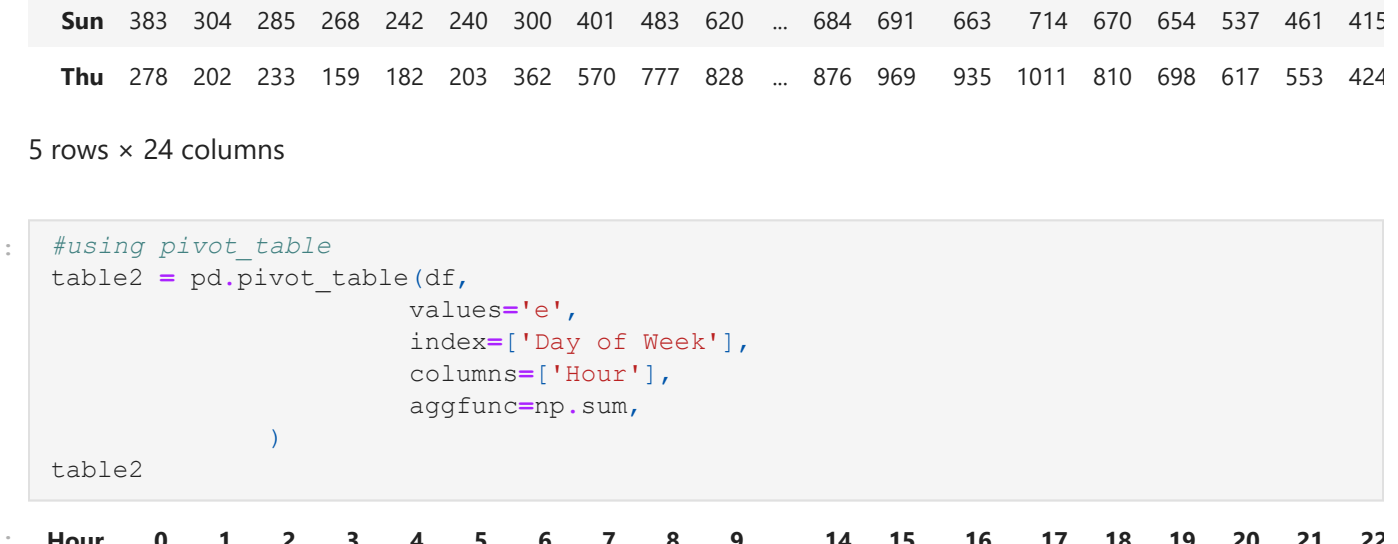 Sun 383 304 285 268 242 240 300 401 483 620 ... 684 691 663 714 670 654 537 461 415
Thu 278 202 233 159 182 203 362 570 777 828 ... 876 969 935 1011 810 698 617 553 424
5 rows × 24 columns
: #using pivot_table
table2 = pd.pivot_table(df,
values='e',
index=['Day of Week'],
columns=['Hour'],
aggfunc=np.sum,
)
table2
: Hour 0 1 2 3 4 5 6 7 8 9 14 15 16 17 18 19 20 21 22